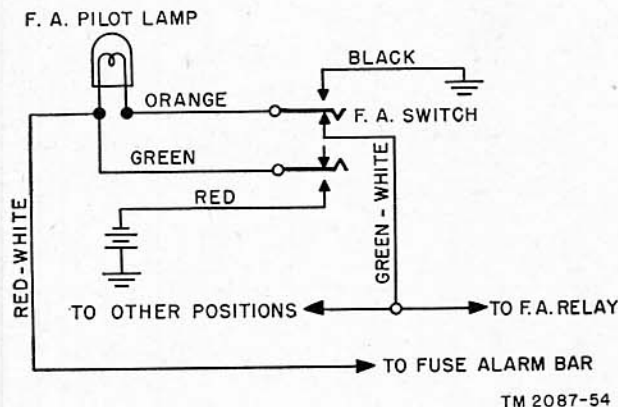 F. A. PILOT LAMP
BLACK
ORANGE
F. A. SWITCH
GREEN
RED
RED-WHITE
GREEN - WHITE
TO OTHER POSITIONS
TO F. A. RELAY
TO FUSE ALARM BAR
TM 2087-54